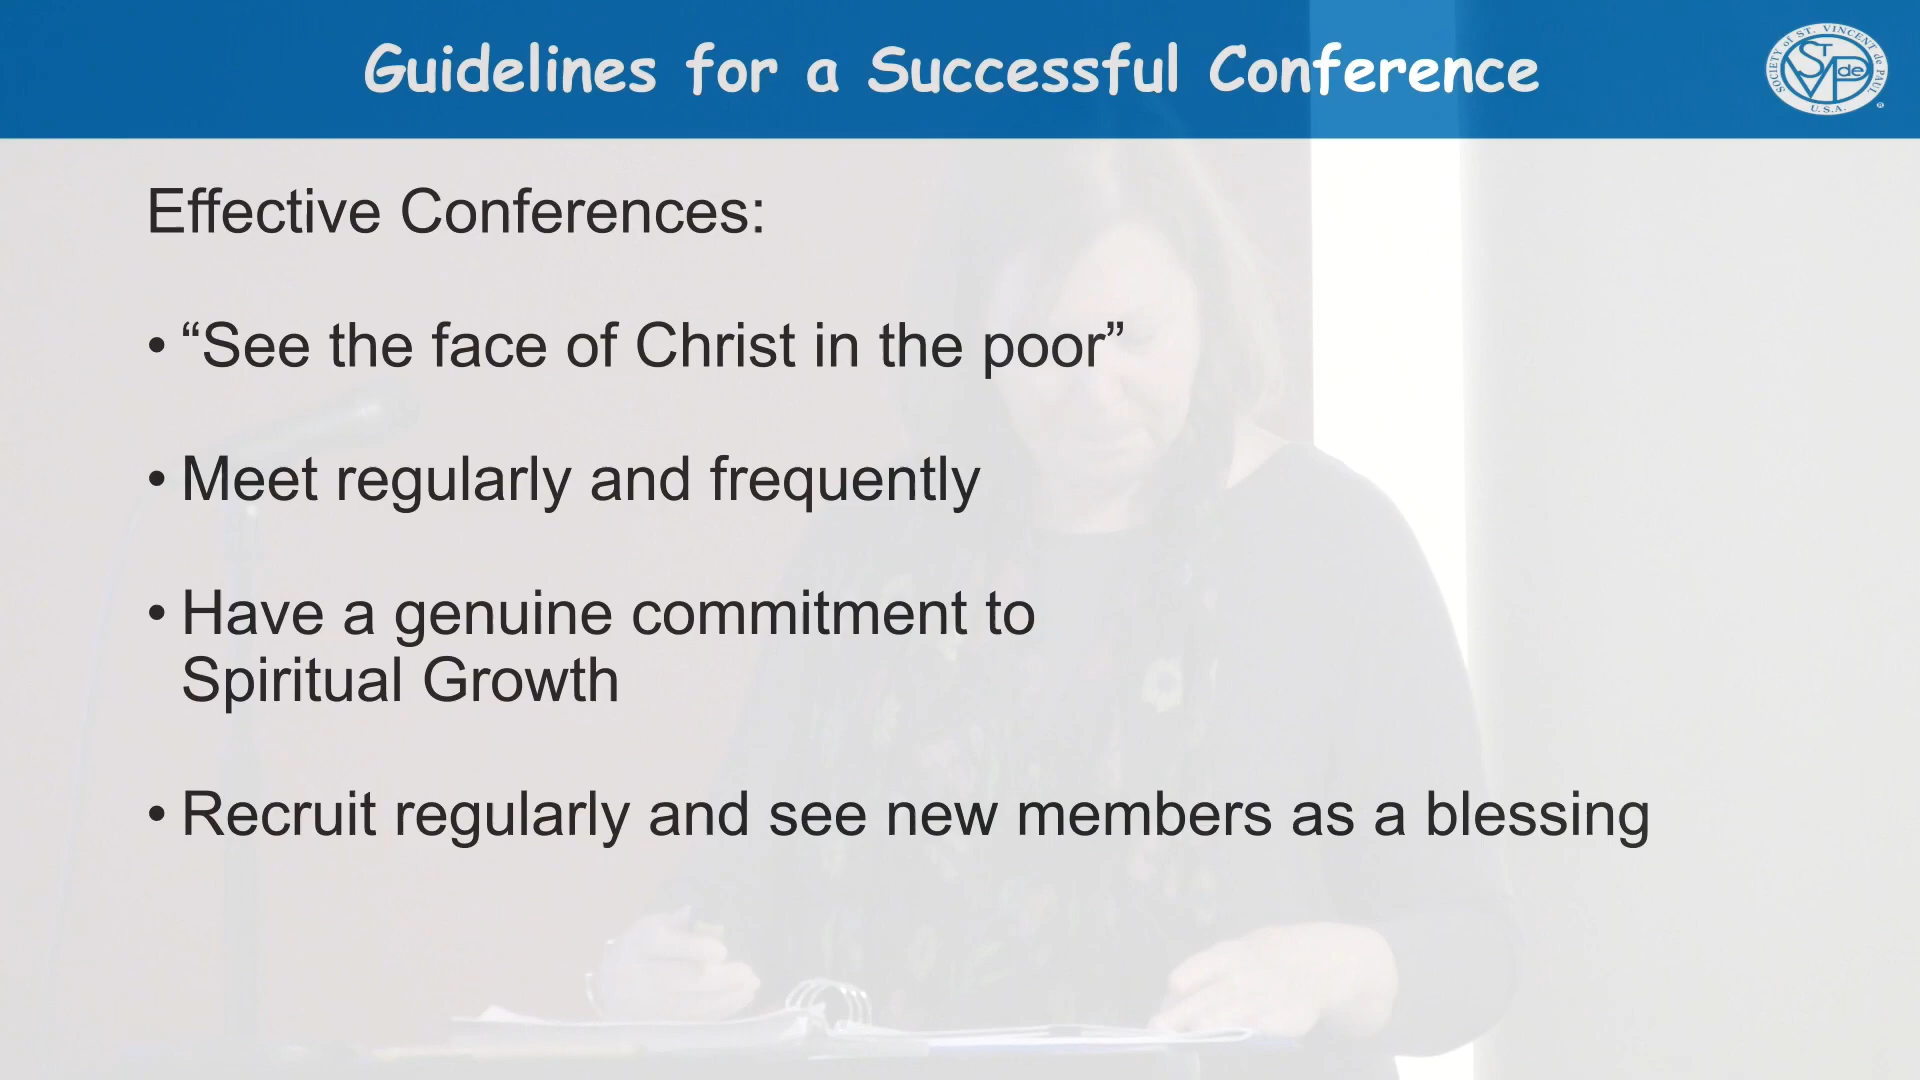 Guidelines for a Successful Conference
SOCIETY of ST. VINCENT de PAUL
ST
V de P
U.S.A.
®
Effective Conferences:
• “See the face of Christ in the poor”
• Meet regularly and frequently
• Have a genuine commitment to
Spiritual Growth
• Recruit regularly and see new members as a blessing